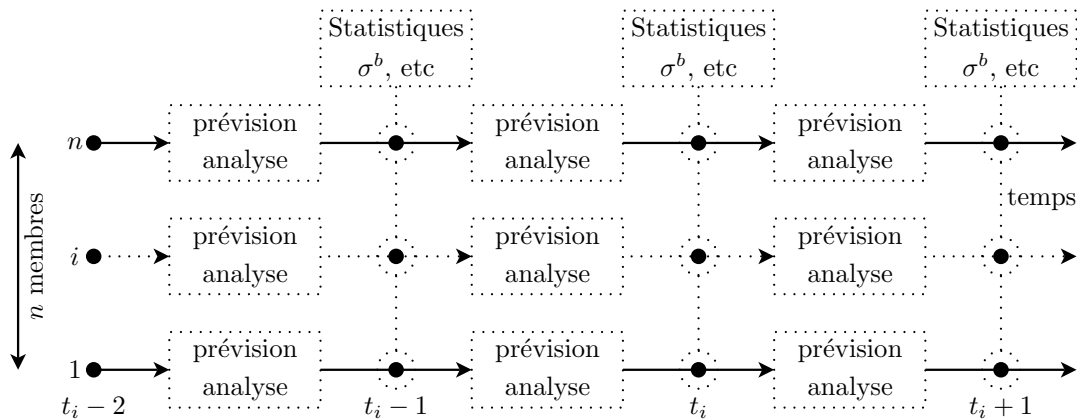 Statistiques
σ^b, etc
Statistiques
σ^b, etc
Statistiques
σ^b, etc
n
prévision
analyse
prévision
analyse
prévision
analyse
temps
n membres
i
prévision
analyse
prévision
analyse
prévision
analyse
1
prévision
analyse
prévision
analyse
prévision
analyse
t_i − 2
t_i − 1
t_i
t_i + 1